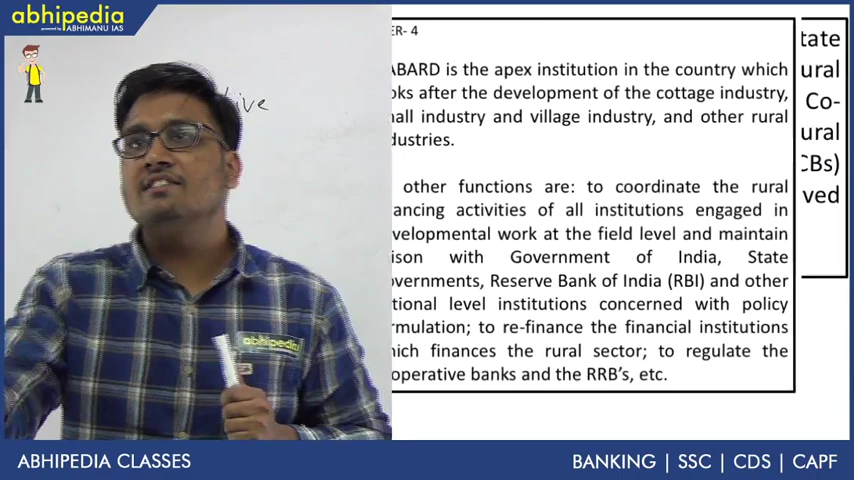 abhipedia
powered by ABHIMANU IAS
tive
ER- 4
ABARD is the apex institution in the country which
oks after the development of the cottage industry,
all industry and village industry, and other rural
dustries.
other functions are: to coordinate the rural
ancing activities of all institutions engaged in
velopmental work at the field level and maintain
ison with Government of India, State
vernments, Reserve Bank of India (RBI) and other
tional level institutions concerned with policy
rmulation; to re-finance the financial institutions
hich finances the rural sector; to regulate the
operative banks and the RRB's, etc.
tate
ural
Co-
ural
CBs)
ved
abhipedia
ABHIPEDIA CLASSES
BANKING | SSC | CDS | CAPF